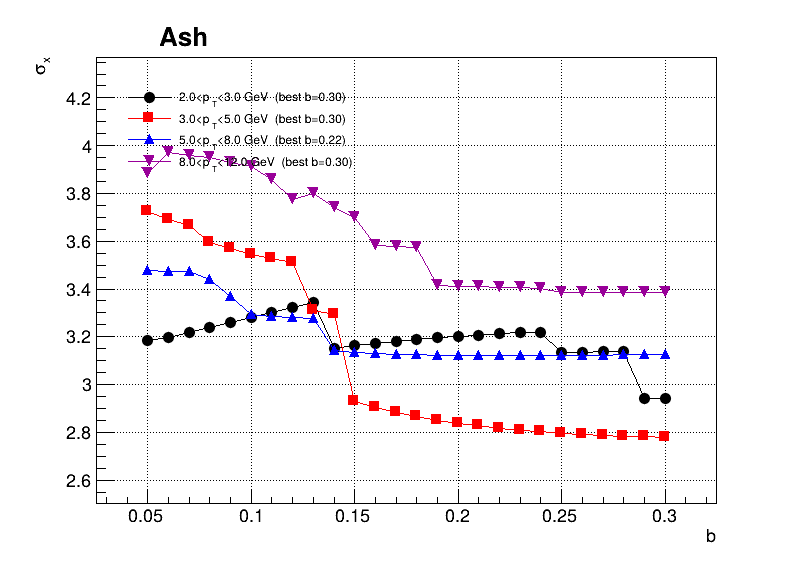 Ash
σx
4.2
4
3.8
3.6
3.4
3.2
3
2.8
2.6
2.0<pT<3.0 GeV (best b=0.30)
3.0<pT<5.0 GeV (best b=0.30)
5.0<pT<8.0 GeV (best b=0.22)
8.0<pT<12.0 GeV (best b=0.30)
0.05 0.1 0.15 0.2 0.25 0.3
b